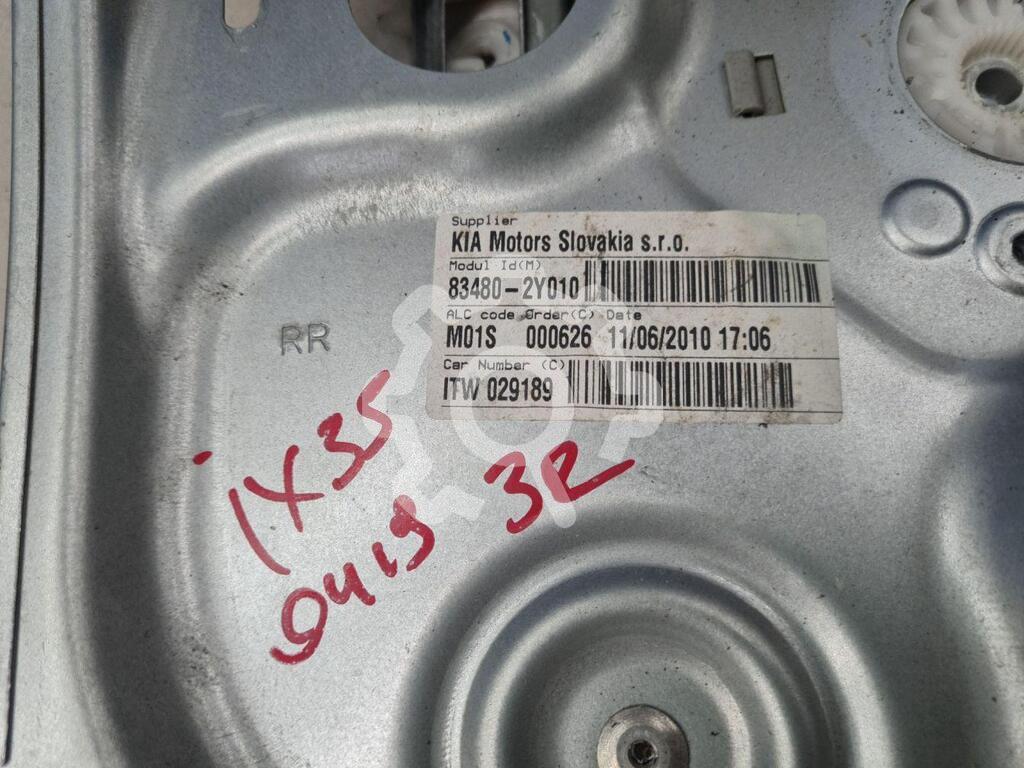 Supplier
KIA Motors Slovakia s.r.o.
Modul Id(M)
83480-2Y010
ALC code Order(C) Date
M01S 000626 11/06/2010 17:06
Car Number (C)
ITW 029189
RR
iX35
9419 3R